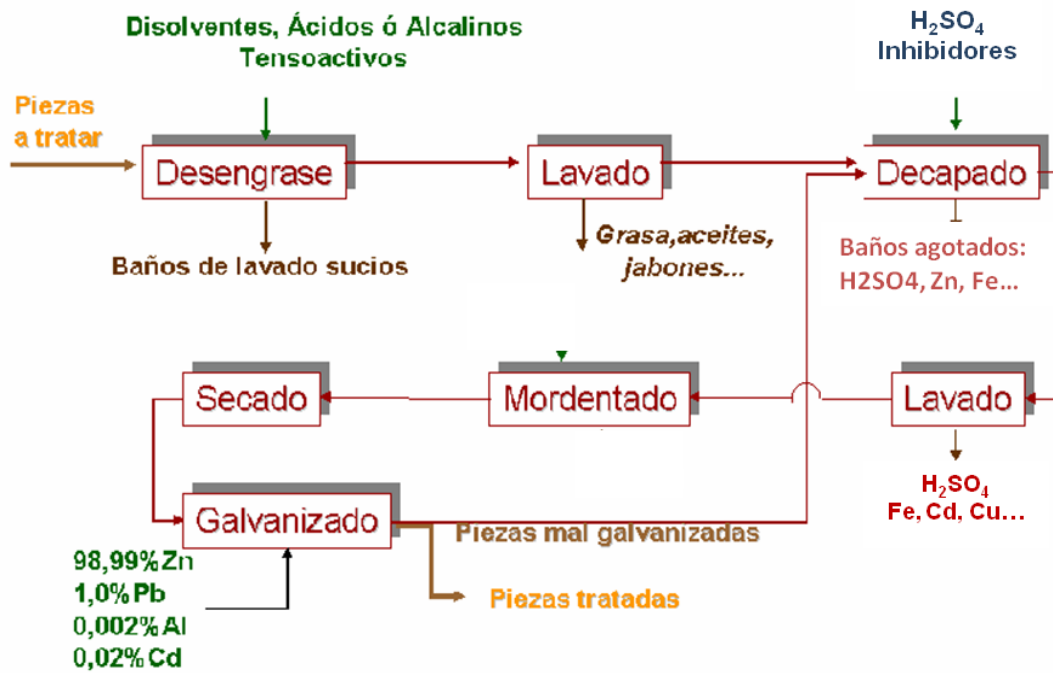 Disolventes, Ácidos ó Alcalinos
Tensoactivos
H₂SO₄
Inhibidores
Piezas
a tratar
Desengrase
Lavado
Decapado
Baños de lavado sucios
Grasa,aceites,
jabones...
Baños agotados:
H2SO4, Zn, Fe...
Secado
Mordentado
Lavado
H₂SO₄
Fe, Cd, Cu...
Galvanizado
Piezas mal galvanizadas
98,99% Zn
1,0% Pb
0,002% Al
0,02% Cd
Piezas tratadas